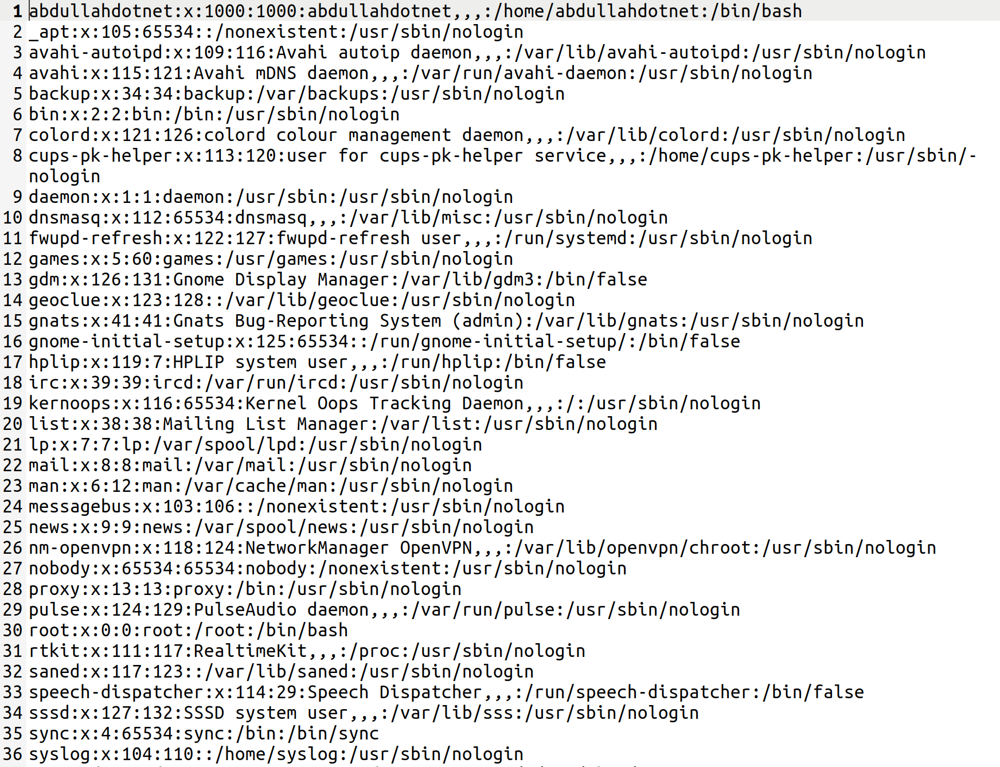 1 abdullahdotnet:x:1000:1000:abdullahdotnet,,,:/home/abdullahdotnet:/bin/bash
2 _apt:x:105:65534::/nonexistent:/usr/sbin/nologin
3 avahi-autoipd:x:109:116:Avahi autoip daemon,,,:/var/lib/avahi-autoipd:/usr/sbin/nologin
4 avahi:x:115:121:Avahi mDNS daemon,,,:/var/run/avahi-daemon:/usr/sbin/nologin
5 backup:x:34:34:backup:/var/backups:/usr/sbin/nologin
6 bin:x:2:2:bin:/bin:/usr/sbin/nologin
7 colord:x:121:126:colord colour management daemon,,,:/var/lib/colord:/usr/sbin/nologin
8 cups-pk-helper:x:113:120:user for cups-pk-helper service,,,:/home/cups-pk-helper:/usr/sbin/-
nologin
9 daemon:x:1:1:daemon:/usr/sbin:/usr/sbin/nologin
10 dnsmasq:x:112:65534:dnsmasq,,,:/var/lib/misc:/usr/sbin/nologin
11 fwupd-refresh:x:122:127:fwupd-refresh user,,,:/run/systemd:/usr/sbin/nologin
12 games:x:5:60:games:/usr/games:/usr/sbin/nologin
13 gdm:x:126:131:Gnome Display Manager:/var/lib/gdm3:/bin/false
14 geoclue:x:123:128::/var/lib/geoclue:/usr/sbin/nologin
15 gnats:x:41:41:Gnats Bug-Reporting System (admin):/var/lib/gnats:/usr/sbin/nologin
16 gnome-initial-setup:x:125:65534::/run/gnome-initial-setup/:/bin/false
17 hplip:x:119:7:HPLIP system user,,,:/run/hplip:/bin/false
18 irc:x:39:39:ircd:/var/run/ircd:/usr/sbin/nologin
19 kernoops:x:116:65534:Kernel Oops Tracking Daemon,,,:/:/usr/sbin/nologin
20 list:x:38:38:Mailing List Manager:/var/list:/usr/sbin/nologin
21 lp:x:7:7:lp:/var/spool/lpd:/usr/sbin/nologin
22 mail:x:8:8:mail:/var/mail:/usr/sbin/nologin
23 man:x:6:12:man:/var/cache/man:/usr/sbin/nologin
24 messagebus:x:103:106::/nonexistent:/usr/sbin/nologin
25 news:x:9:9:news:/var/spool/news:/usr/sbin/nologin
26 nm-openvpn:x:118:124:NetworkManager OpenVPN,,,:/var/lib/openvpn/chroot:/usr/sbin/nologin
27 nobody:x:65534:65534:nobody:/nonexistent:/usr/sbin/nologin
28 proxy:x:13:13:proxy:/bin:/usr/sbin/nologin
29 pulse:x:124:129:PulseAudio daemon,,,:/var/run/pulse:/usr/sbin/nologin
30 root:x:0:0:root:/root:/bin/bash
31 rtkit:x:111:117:RealtimeKit,,,:/proc:/usr/sbin/nologin
32 saned:x:117:123::/var/lib/saned:/usr/sbin/nologin
33 speech-dispatcher:x:114:29:Speech Dispatcher,,,:/run/speech-dispatcher:/bin/false
34 sssd:x:127:132:SSSD system user,,,:/var/lib/sss:/usr/sbin/nologin
35 sync:x:4:65534:sync:/bin:/bin/sync
36 syslog:x:104:110::/home/syslog:/usr/sbin/nologin